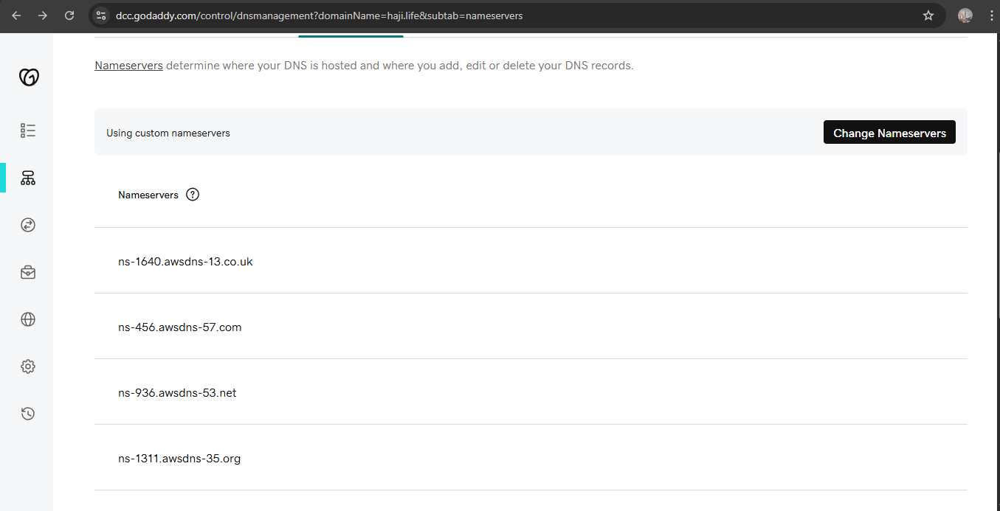 dcc.godaddy.com/control/dnsmanagement?domainName=haji.life&subtab=nameservers
Nameservers determine where your DNS is hosted and where you add, edit or delete your DNS records.
Using custom nameservers
Change Nameservers
Nameservers ?
ns-1640.awsdns-13.co.uk
ns-456.awsdns-57.com
ns-936.awsdns-53.net
ns-1311.awsdns-35.org